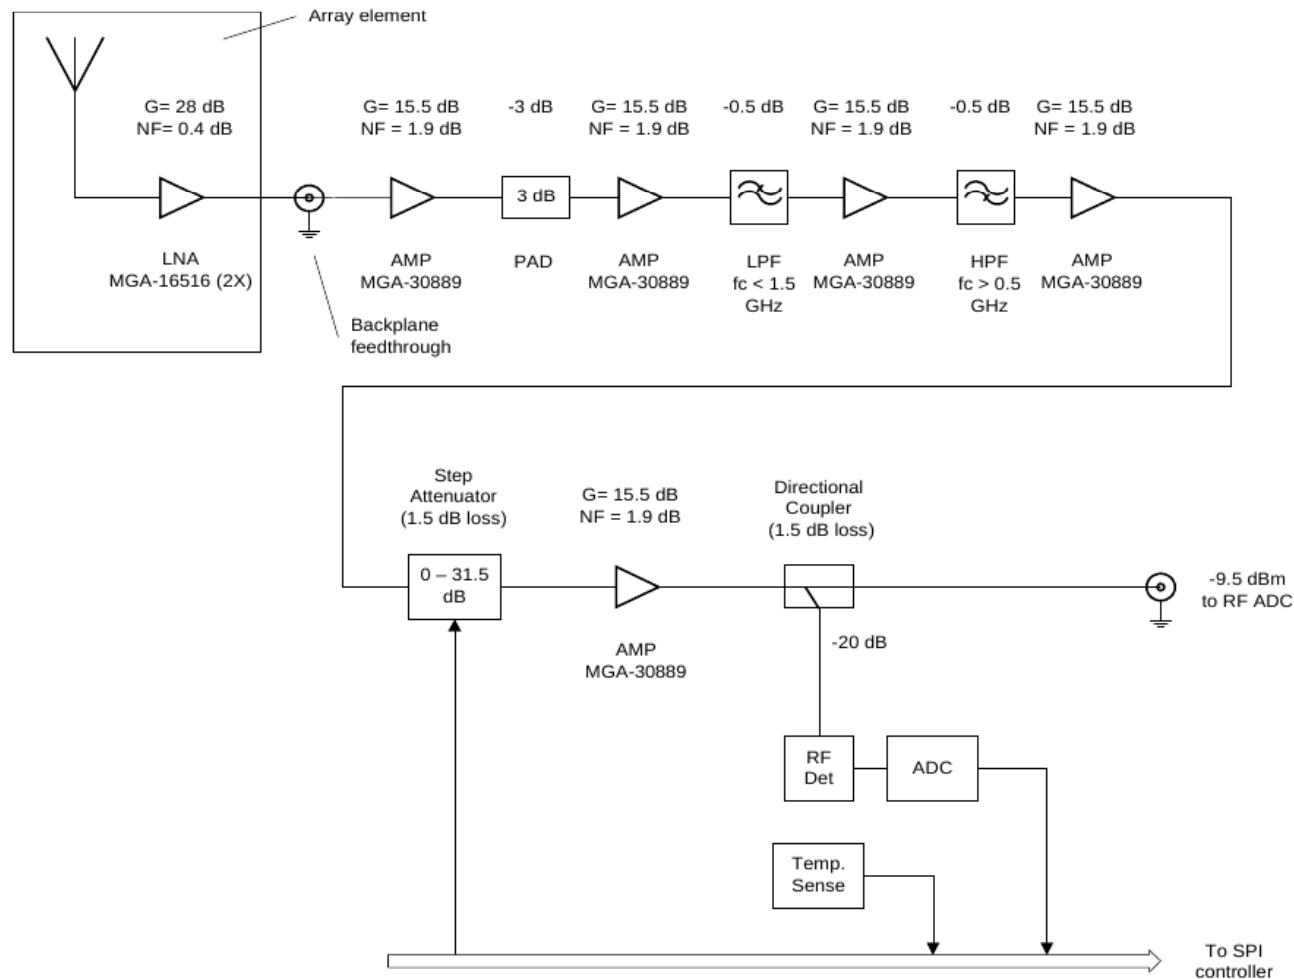 Array element
G= 28 dB
NF= 0.4 dB
G= 15.5 dB
NF = 1.9 dB
-3 dB
G= 15.5 dB
NF = 1.9 dB
-0.5 dB
G= 15.5 dB
NF = 1.9 dB
-0.5 dB
G= 15.5 dB
NF = 1.9 dB
3 dB
LNA
MGA-16516 (2X)
AMP
MGA-30889
PAD
AMP
MGA-30889
LPF
fc < 1.5
GHz
AMP
MGA-30889
HPF
fc > 0.5
GHz
AMP
MGA-30889
Backplane
feedthrough
Step
Attenuator
(1.5 dB loss)
G= 15.5 dB
NF = 1.9 dB
Directional
Coupler
(1.5 dB loss)
0 – 31.5
dB
-9.5 dBm
to RF ADC
AMP
MGA-30889
-20 dB
RF
Det
ADC
Temp.
Sense
To SPI
controller